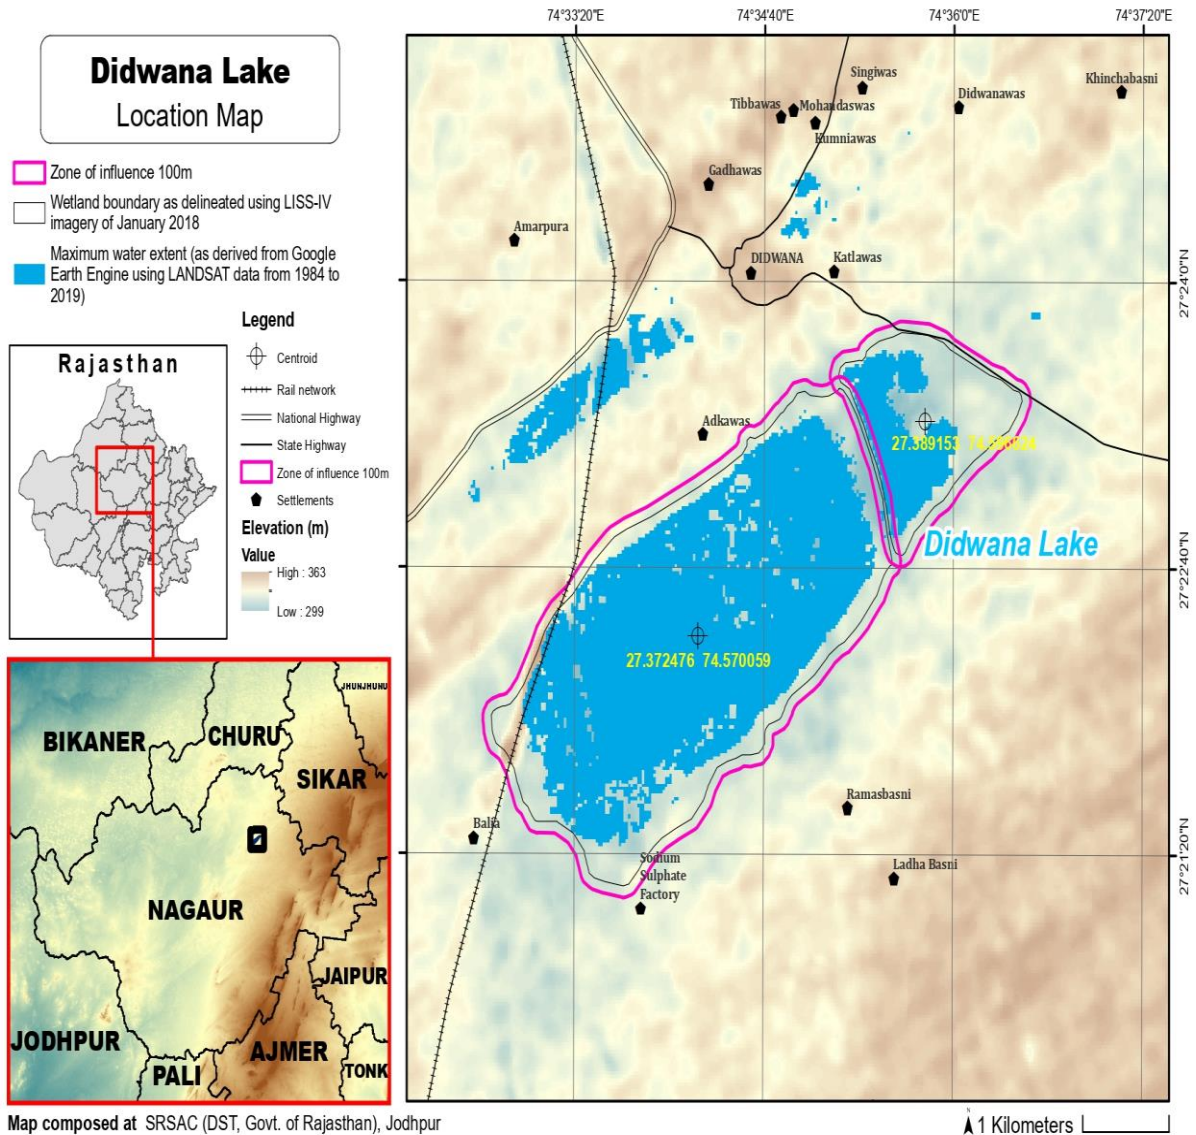 Didwana Lake
Location Map
Zone of influence 100m
Wetland boundary as delineated using LISS-IV
imagery of January 2018
Maximum water extent (as derived from Google
Earth Engine using LANDSAT data from 1984 to
2019)
Rajasthan
Legend
Centroid
Rail network
National Highway
State Highway
Zone of influence 100m
Settlements
Elevation (m)
Value
High : 363
Low : 299
JHUNJHUNU
BIKANER
CHURU
SIKAR
NAGAUR
JAIPUR
JODHPUR
AJMER
PALI
TONK
74°33'20"E
74°34'40"E
74°36'0"E
74°37'20"E
Singiwas
Khinchabasni
Tibbawas
Mohandaswas
Didwanawas
Kumniawas
Gadhawas
Amarpura
DIDWANA
Katlawas
27°24'0"N
Adkawas
27.389153
Didwana Lake
27°22'40"N
27.372476 74.570059
Ramasbasni
Balia
27°21'20"N
Sodium
Sulphate
Factory
Ladha Basni
Map composed at SRSAC (DST, Govt. of Rajasthan), Jodhpur
N
1 Kilometers